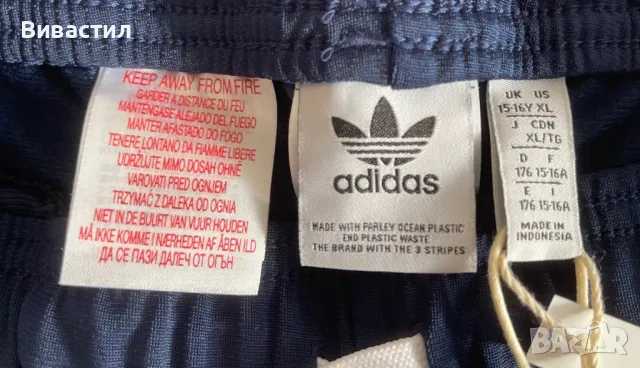 Вивастил
KEEP AWAY FROM FIRE
GARDER A DISTANCE DU FEU
MANTÉNGASE ALEJADO DEL FUEGO
MANTER AFASTADO DO FOGO
TENERE LONTANO DA FIAMME LIBERE
UDRŽUJTE MIMO DOSAH OHNĚ
VAROVATI PRED OGNJEM
TRZYMAĆ Z DALEKA OD OGNIA
NIET IN DE BUURT VAN VUUR HOUDEN
MÅ IKKE KOMME I NÆRHEDEN AF ÅBEN ILD
ДА СЕ ПАЗИ ДАЛЕЧ ОТ ОГЪН
adidas
MADE WITH PARLEY OCEAN PLASTIC
END PLASTIC WASTE
THE BRAND WITH THE 3 STRIPES
UK US
15-16Y XL
J CDN
XL/TG
D F
176 15-16A
E I
176 15-16A
MADE IN
INDONESIA
BAZAR